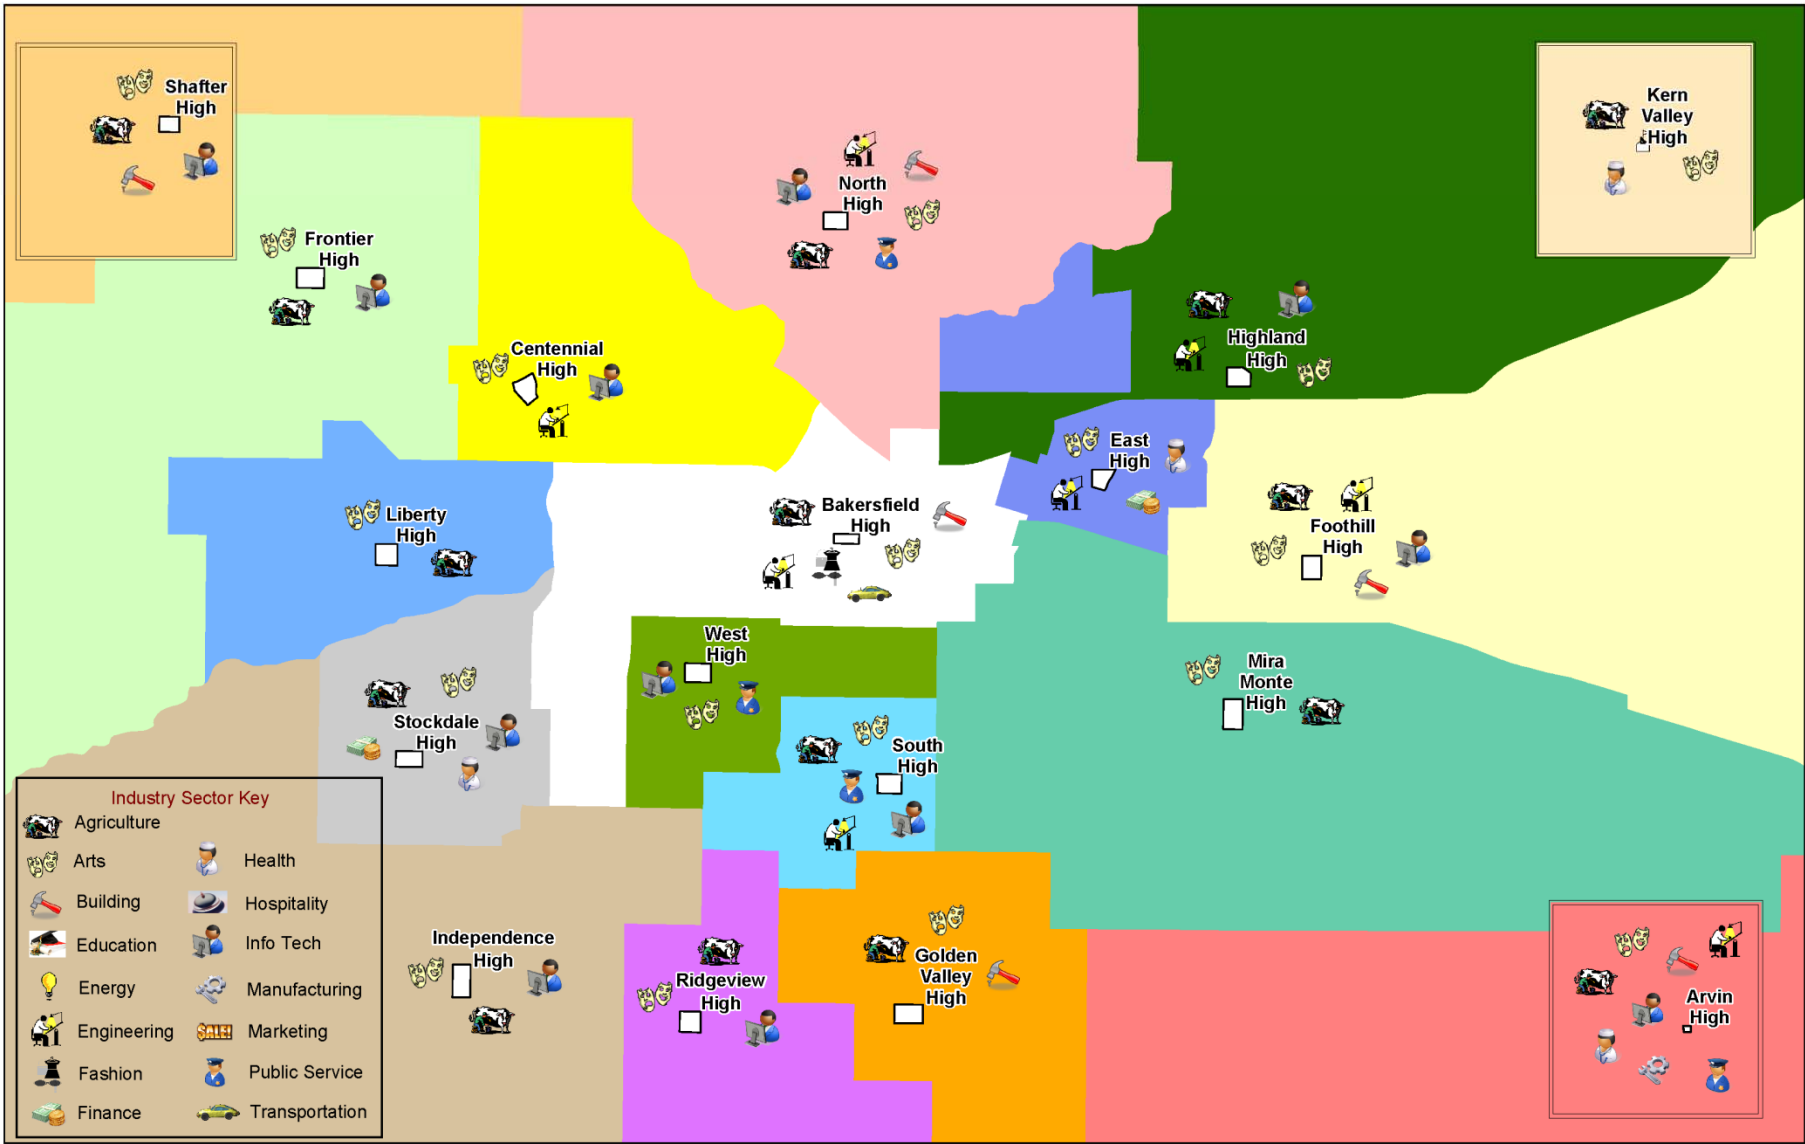 Shafter
High
Kern
Valley
High
North
High
Frontier
High
Highland
High
Centennial
High
East
High
Liberty
High
Bakersfield
High
Foothill
High
West
High
Mira
Monte
High
Stockdale
High
South
High
Independence
High
Ridgeview
High
Golden
Valley
High
Arvin
High
Industry Sector Key
Agriculture
Arts
Health
Building
Hospitality
Education
Info Tech
Energy
Manufacturing
Engineering
SALE!
Marketing
Fashion
Public Service
Finance
Transportation